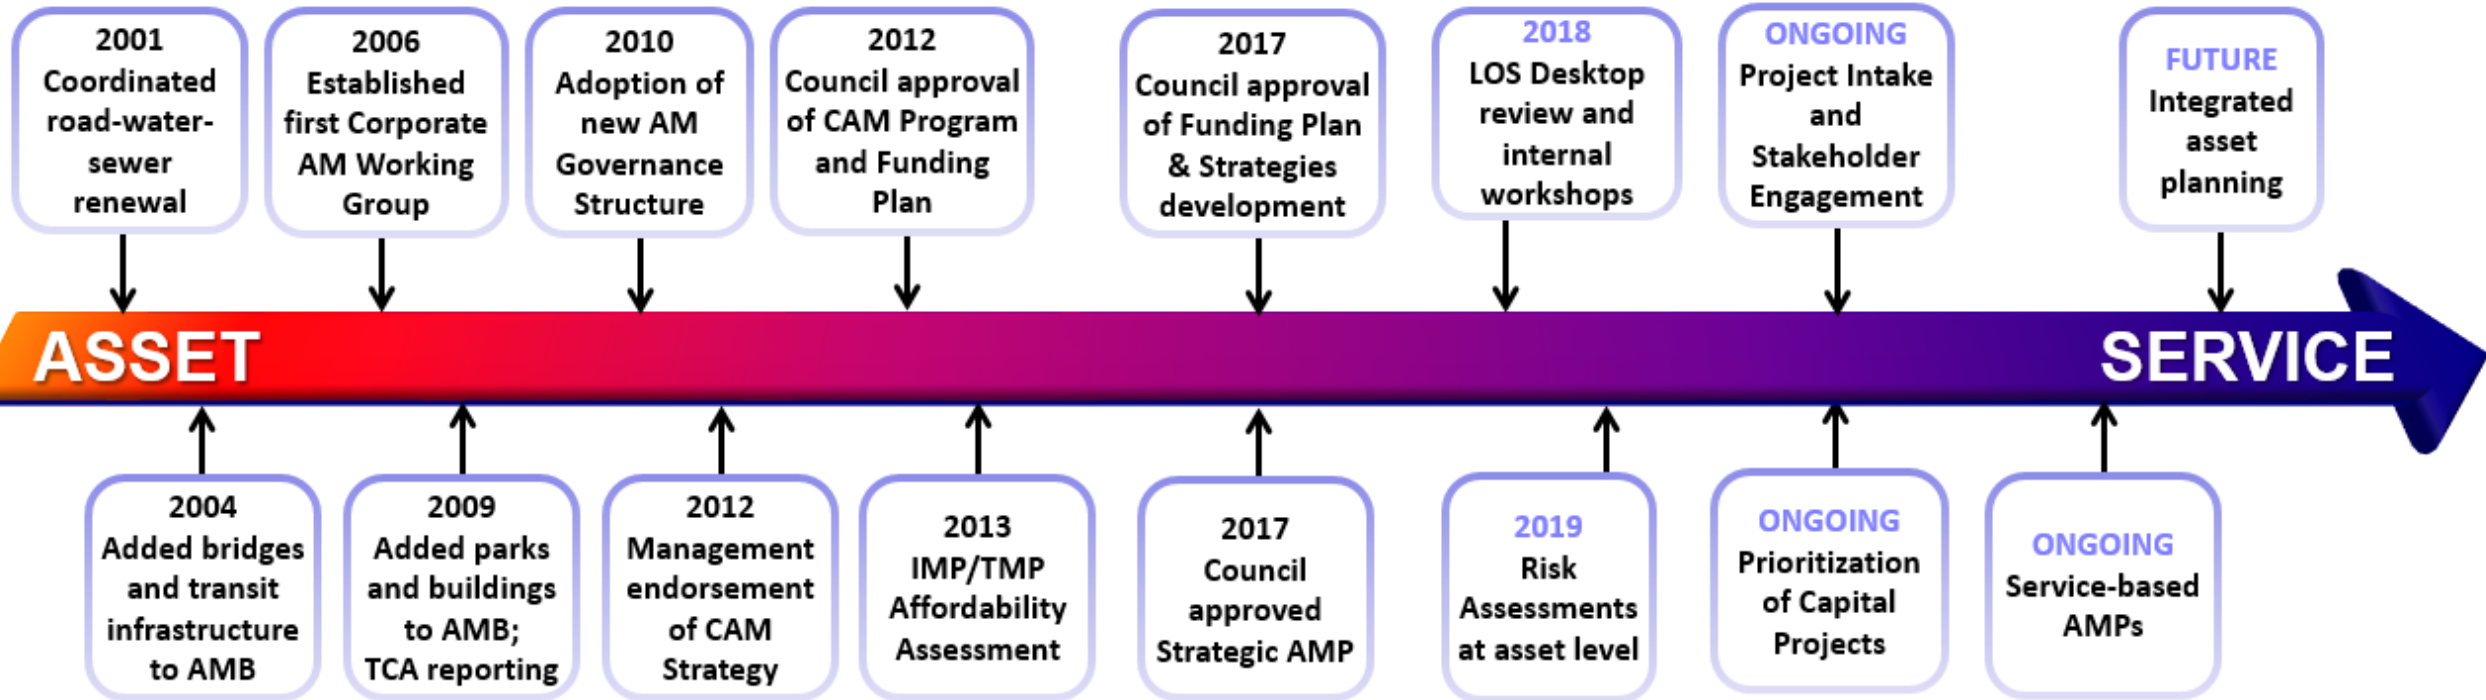 2001
Coordinated
road-water-
sewer
renewal
2006
Established
first Corporate
AM Working
Group
2010
Adoption of
new AM
Governance
Structure
2012
Council approval
of CAM Program
and Funding
Plan
2017
Council approval
of Funding Plan
& Strategies
development
2018
LOS Desktop
review and
internal
workshops
ONGOING
Project Intake
and
Stakeholder
Engagement
FUTURE
Integrated
asset
planning
ASSET
SERVICE
2004
Added bridges
and transit
infrastructure
to AMB
2009
Added parks
and buildings
to AMB;
TCA reporting
2012
Management
endorsement
of CAM
Strategy
2013
IMP/TMP
Affordability
Assessment
2017
Council
approved
Strategic AMP
2019
Risk
Assessments
at asset level
ONGOING
Prioritization
of Capital
Projects
ONGOING
Service-based
AMPs